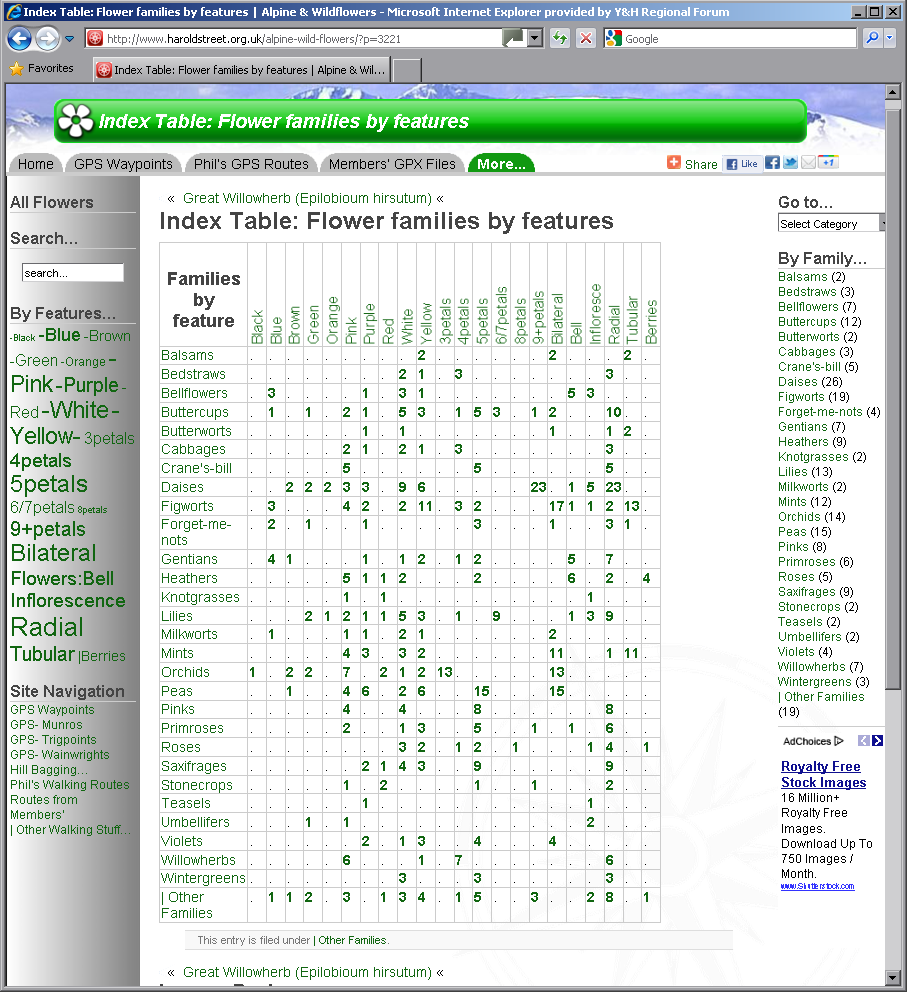 Index Table: Flower families by features | Alpine & Wildflowers - Microsoft Internet Explorer provided by Y&H Regional Forum
http://www.haroldstreet.org.uk/alpine-wild-flowers/?p=3221
Google
Favorites
Index Table: Flower families by features | Alpine & Wil...
Index Table: Flower families by features
Home GPS Waypoints Phil's GPS Routes Members' GPX Files More...
Share Like +1
All Flowers
Search...
search...
By Features...
-Black -Blue -Brown
-Green -Orange -
Pink -Purple -
Red -White -
Yellow- 3petals
4petals
5petals
6/7petals 8petals
9+petals
Bilateral
Flowers:Bell
Inflorescence
Radial
Tubular |Berries
Site Navigation
GPS Waypoints
GPS- Munros
GPS- Trigpoints
GPS- Wainwrights
Hill Bagging...
Phil's Walking Routes
Routes from
Members'
| Other Walking Stuff...
« Great Willowherb (Epilobium hirsutum) «
Index Table: Flower families by features
Families
by
feature
Black Blue Brown Green Orange Pink Purple Red White Yellow 3petals 4petals 5petals 6/7petals 8petals 9+petals Bilateral Bell Infloresce Radial Tubular Berries
Balsams . . . . . . . . . 2 . . . . . . 2 . . . 2 .
Bedstraws . . . . . . . . 2 1 . 3 . . . . . . . 3 . .
Bellflowers . 3 . . . . 1 . 3 1 . . . . . . . 5 3 . . .
Buttercups . 1 . 1 . 2 1 . 5 3 . 1 5 3 . 1 2 . . 10 . .
Butterworts . . . . . . 1 . 1 . . . . . . . 1 . . 1 2 .
Cabbages . . . . . 2 1 . 2 1 . 3 . . . . . . . 3 . .
Crane's-bill . . . . . 5 . . . . . . 5 . . . . . . 5 . .
Daises . . 2 2 2 3 3 . 9 6 . . . . . 23 . 1 5 23 . .
Figworts . 3 . . . 4 2 . 2 11 . 3 2 . . . 17 1 1 2 13 .
Forget-me-
nots . 2 . 1 . . 1 . . . . . 3 . . . 1 . . 3 1 .
Gentians . 4 1 . . . 1 . 1 2 . 1 2 . . . . 5 . 7 . .
Heathers . . . . . 5 1 1 2 . . . 2 . . . . 6 . 2 . 4
Knotgrasses . . . . . 1 . 1 . . . . . . . . . . 1 . . .
Lilies . . . 2 1 2 1 1 5 3 . 1 . 9 . . . 1 3 9 . .
Milkworts . 1 . . . 1 1 . 2 1 . . . . . . 2 . . . . .
Mints . . . . . 4 3 . 3 2 . . . . . . 11 . . 1 11 .
Orchids 1 . 2 2 . 7 . 2 1 2 13 . . . . . 13 . . . . .
Peas . . 1 . . 4 6 . 2 6 . . 15 . . . 15 . . . . .
Pinks . . . . . 4 . . 4 . . . 8 . . . . . . 8 . .
Primroses . . . . . 2 . . 1 3 . . 5 . . 1 . 1 . 6 . .
Roses . . . . . . . . 3 2 . 1 2 . 1 . . . 1 4 . 1
Saxifrages . . . . . . 2 1 4 3 . . 9 . . . . . . 9 . .
Stonecrops . . . . . 1 . 2 . . . . 1 . . 1 . . . 2 . .
Teasels . . . . . . 1 . . . . . . . . . . . 1 . . .
Umbellifers . . . 1 . 1 . . . . . . . . . . . . 2 . . .
Violets . . . . . . 2 . 1 3 . . 4 . . . 4 . . . . .
Willowherbs . . . . . 6 . . . 1 . 7 . . . . . . . 6 . .
Wintergreens . . . . . . . . 3 . . . 3 . . . . . . 3 . .
| Other
Families . 1 1 2 . 3 . 1 3 4 . 1 5 . . 3 . . 2 8 . 1
This entry is filed under | Other Families.
« Great Willowherb (Epilobium hirsutum) «
Go to...
Select Category
By Family...
Balsams (2)
Bedstraws (3)
Bellflowers (7)
Buttercups (12)
Butterworts (2)
Cabbages (3)
Crane's-bill (5)
Daises (26)
Figworts (19)
Forget-me-nots (4)
Gentians (7)
Heathers (9)
Knotgrasses (2)
Lilies (13)
Milkworts (2)
Mints (12)
Orchids (14)
Peas (15)
Pinks (8)
Primroses (6)
Roses (5)
Saxifrages (9)
Stonecrops (2)
Teasels (2)
Umbellifers (2)
Violets (4)
Willowherbs (7)
Wintergreens (3)
| Other Families
(19)
AdChoices
Royalty Free
Stock Images
16 Million+
Royalty Free
Images.
Download Up To
750 Images /
Month.
www.Shutterstock.com